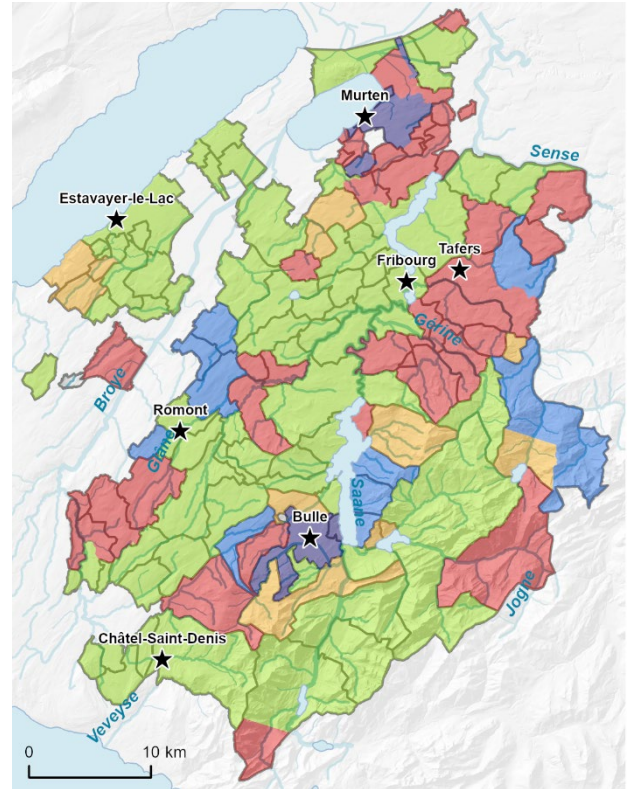 Murten
Sense
Estavayer-le-Lac
Tafers
Fribourg
Gérine
Broye
Romont
Glâne
Saane
Bulle
Jogne
Châtel-Saint-Denis
Veveyse
0 10 km